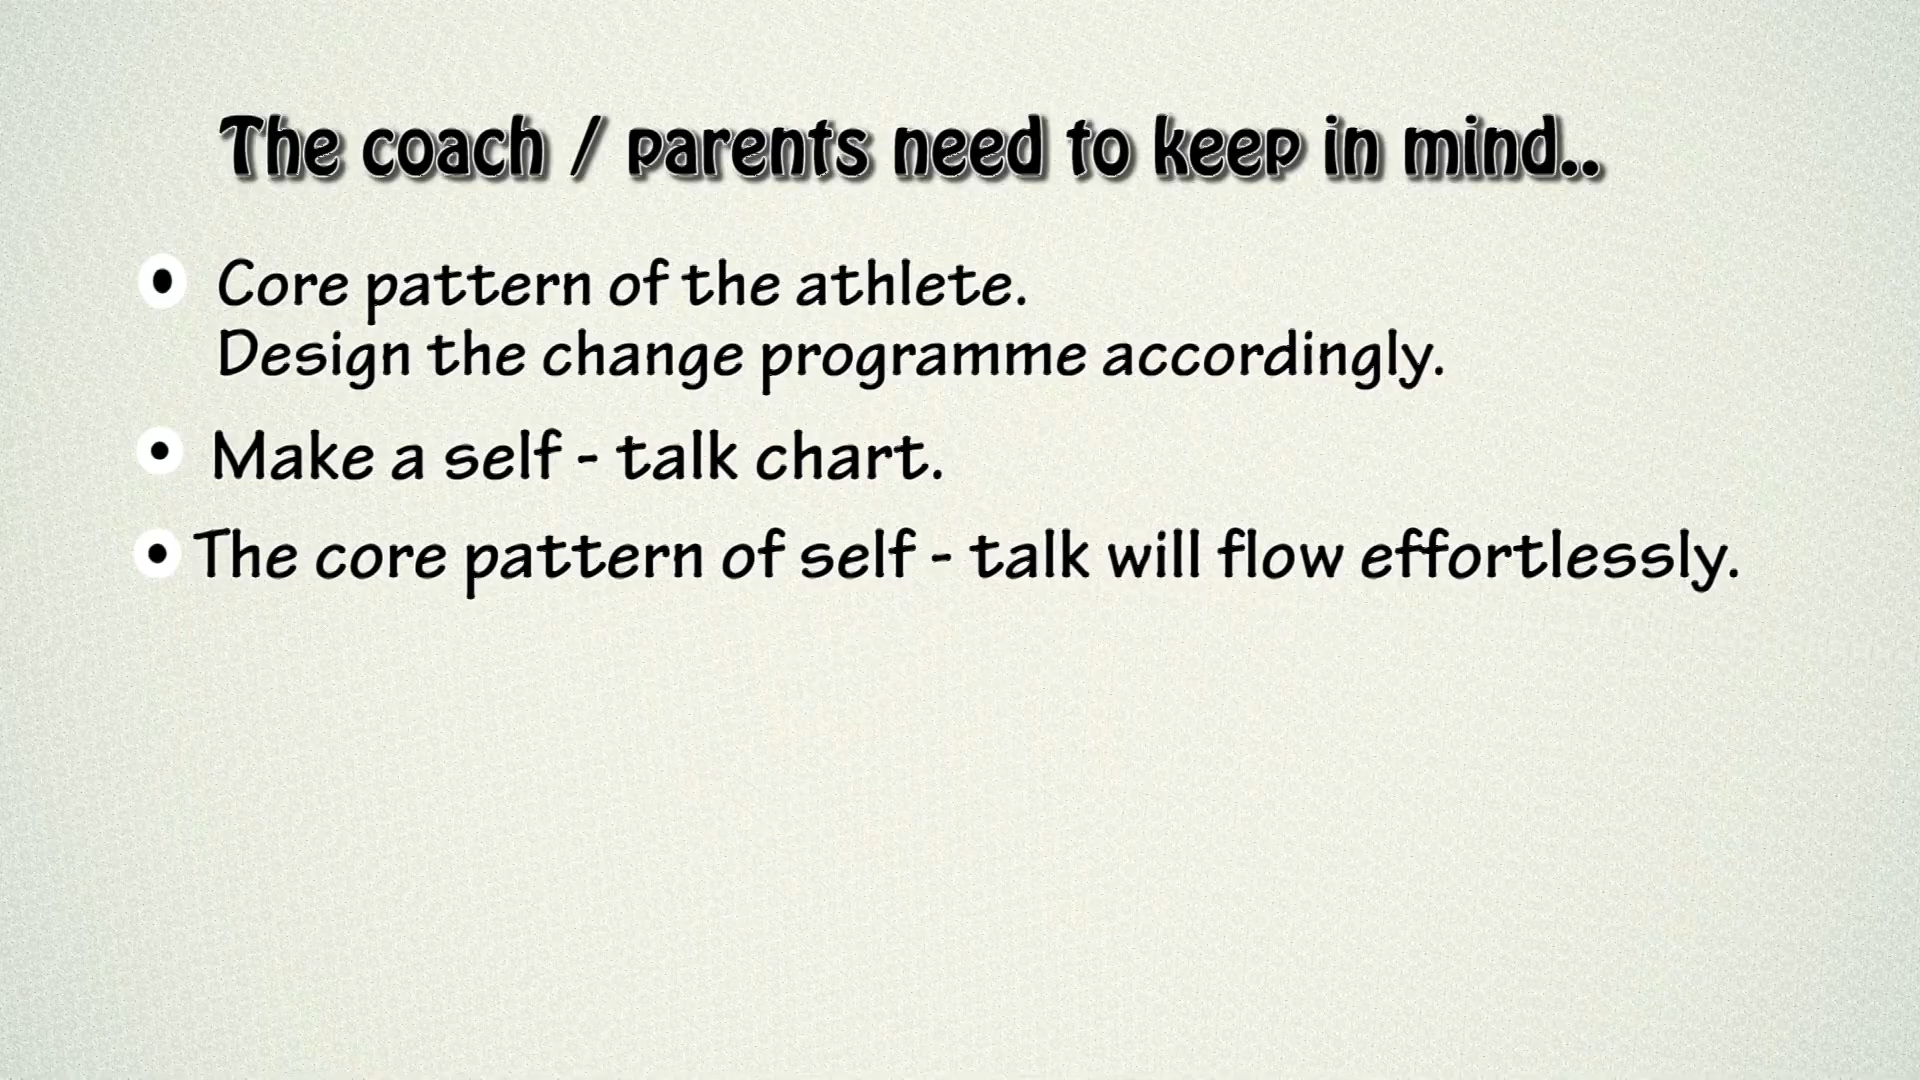 The coach / parents need to keep in mind..
• Core pattern of the athlete.
Design the change programme accordingly.
• Make a self - talk chart.
• The core pattern of self - talk will flow effortlessly.